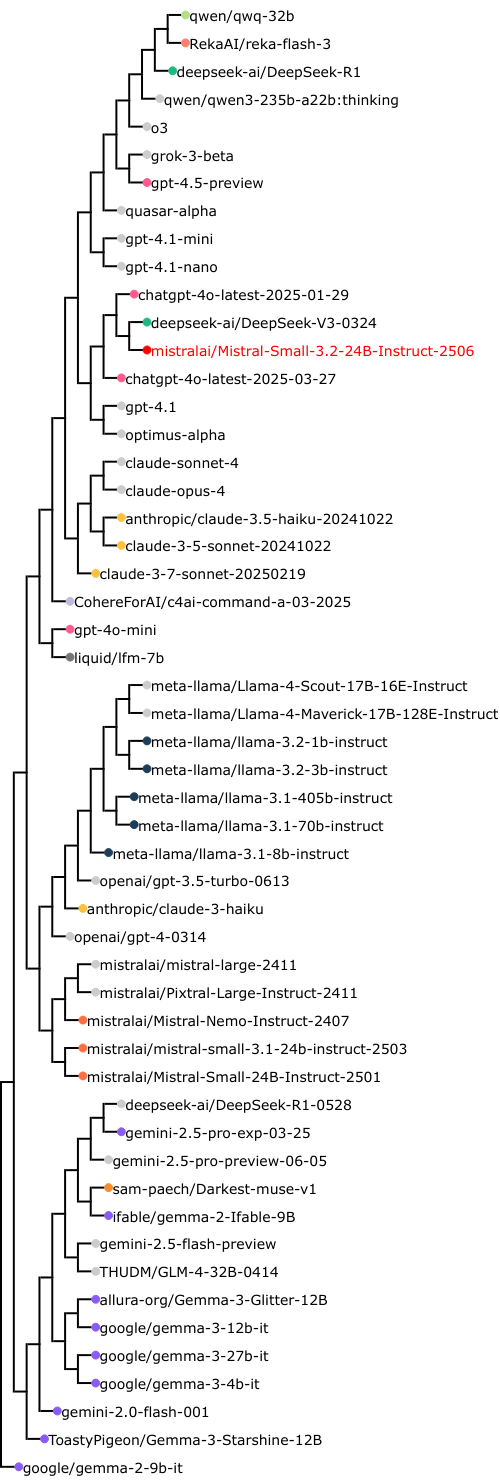 qwen/qwq-32b
RekaAI/reka-flash-3
deepseek-ai/DeepSeek-R1
qwen/qwen3-235b-a22b:thinking
o3
grok-3-beta
gpt-4.5-preview
quasar-alpha
gpt-4.1-mini
gpt-4.1-nano
chatgpt-4o-latest-2025-01-29
deepseek-ai/DeepSeek-V3-0324
mistralai/Mistral-Small-3.2-24B-Instruct-2506
chatgpt-4o-latest-2025-03-27
gpt-4.1
optimus-alpha
claude-sonnet-4
claude-opus-4
anthropic/claude-3.5-haiku-20241022
claude-3-5-sonnet-20241022
claude-3-7-sonnet-20250219
CohereForAI/c4ai-command-a-03-2025
gpt-4o-mini
liquid/lfm-7b
meta-llama/Llama-4-Scout-17B-16E-Instruct
meta-llama/Llama-4-Maverick-17B-128E-Instruct
meta-llama/llama-3.2-1b-instruct
meta-llama/llama-3.2-3b-instruct
meta-llama/llama-3.1-405b-instruct
meta-llama/llama-3.1-70b-instruct
meta-llama/llama-3.1-8b-instruct
openai/gpt-3.5-turbo-0613
anthropic/claude-3-haiku
openai/gpt-4-0314
mistralai/mistral-large-2411
mistralai/Pixtral-Large-Instruct-2411
mistralai/Mistral-Nemo-Instruct-2407
mistralai/mistral-small-3.1-24b-instruct-2503
mistralai/Mistral-Small-24B-Instruct-2501
deepseek-ai/DeepSeek-R1-0528
gemini-2.5-pro-exp-03-25
gemini-2.5-pro-preview-06-05
sam-paech/Darkest-muse-v1
ifable/gemma-2-Ifable-9B
gemini-2.5-flash-preview
THUDM/GLM-4-32B-0414
allura-org/Gemma-3-Glitter-12B
google/gemma-3-12b-it
google/gemma-3-27b-it
google/gemma-3-4b-it
gemini-2.0-flash-001
ToastyPigeon/Gemma-3-Starshine-12B
google/gemma-2-9b-it